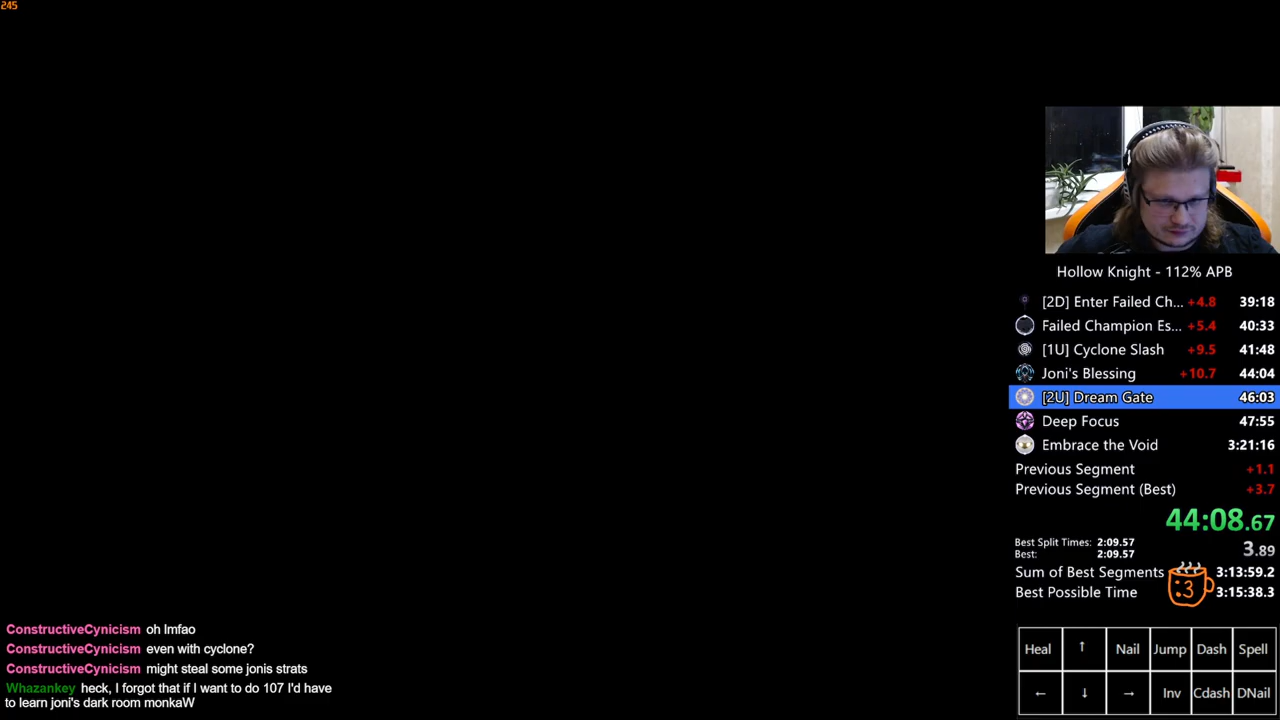 245
Hollow Knight - 112% APB
[2D] Enter Failed Ch... +4.8 39:18
Failed Champion Es... +5.4 40:33
[1U] Cyclone Slash +9.5 41:48
Joni's Blessing +10.7 44:04
[2U] Dream Gate 46:03
Deep Focus 47:55
Embrace the Void 3:21:16
Previous Segment +1.1
Previous Segment (Best) +3.7
44:08.67
Best Split Times: 2:09.57
Best: 2:09.57
3.89
Sum of Best Segments 3:13:59.2
Best Possible Time 3:15:38.3
:3
Heal ↑ Nail Jump Dash Spell
← ↓ → Inv Cdash DNail
ConstructiveCynicism oh lmfao
ConstructiveCynicism even with cyclone?
ConstructiveCynicism might steal some jonis strats
Whazankey heck, I forgot that if I want to do 107 I'd have
to learn joni's dark room monkaW